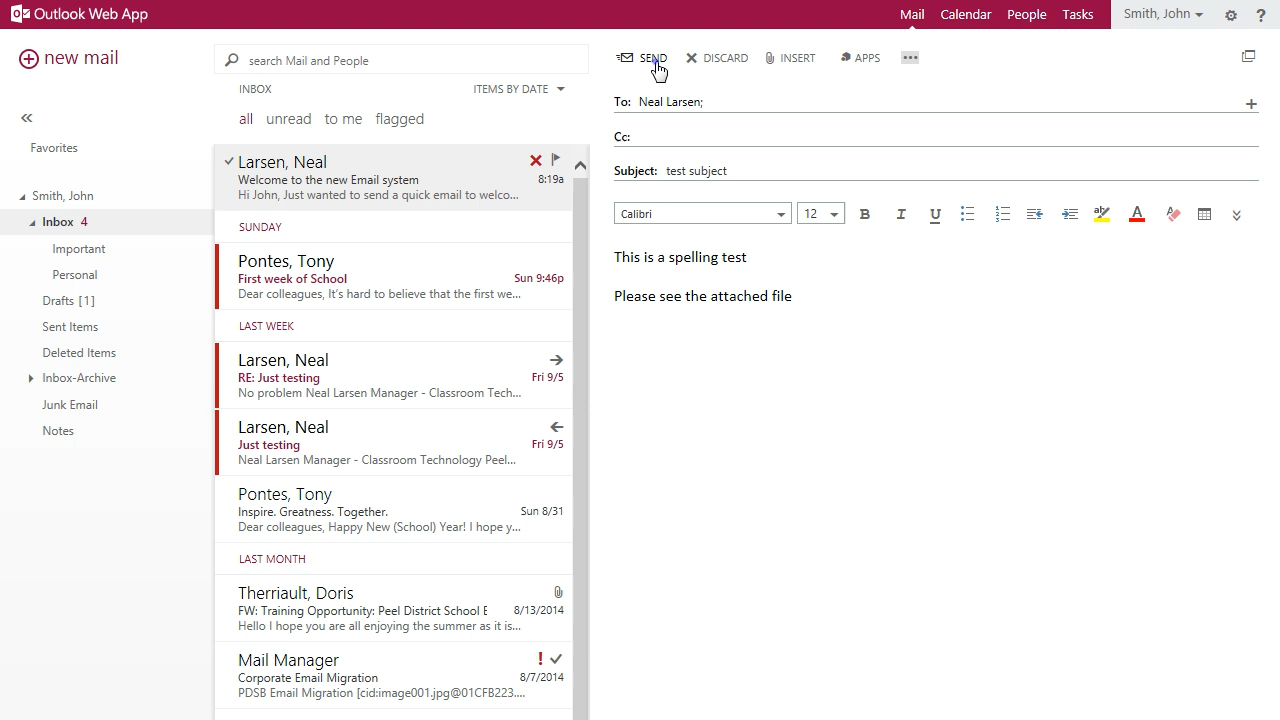 Outlook Web App
Mail Calendar People Tasks Smith, John ?
new mail
search Mail and People
INBOX ITEMS BY DATE
all unread to me flagged
Favorites
Smith, John
Inbox 4
Important
Personal
Drafts [1]
Sent Items
Deleted Items
Inbox-Archive
Junk Email
Notes
Larsen, Neal
Welcome to the new Email system 8:19a
Hi John, Just wanted to send a quick email to welco...
SUNDAY
Pontes, Tony
First week of School Sun 9:46p
Dear colleagues, It's hard to believe that the first we...
LAST WEEK
Larsen, Neal
RE: Just testing Fri 9/5
No problem Neal Larsen Manager - Classroom Tech...
Larsen, Neal
Just testing Fri 9/5
Neal Larsen Manager - Classroom Technology Peel...
Pontes, Tony
Inspire. Greatness. Together. Sun 8/31
Dear colleagues, Happy New (School) Year! I hope y...
LAST MONTH
Therriault, Doris
FW: Training Opportunity: Peel District School E 8/13/2014
Hello I hope you are all enjoying the summer as it is...
Mail Manager
Corporate Email Migration 8/7/2014
PDSB Email Migration [cid:image001.jpg@01CFB223....
SEND DISCARD INSERT APPS ...
To: Neal Larsen;
Cc:
Subject: test subject
Calibri 12 B I U
This is a spelling test
Please see the attached file